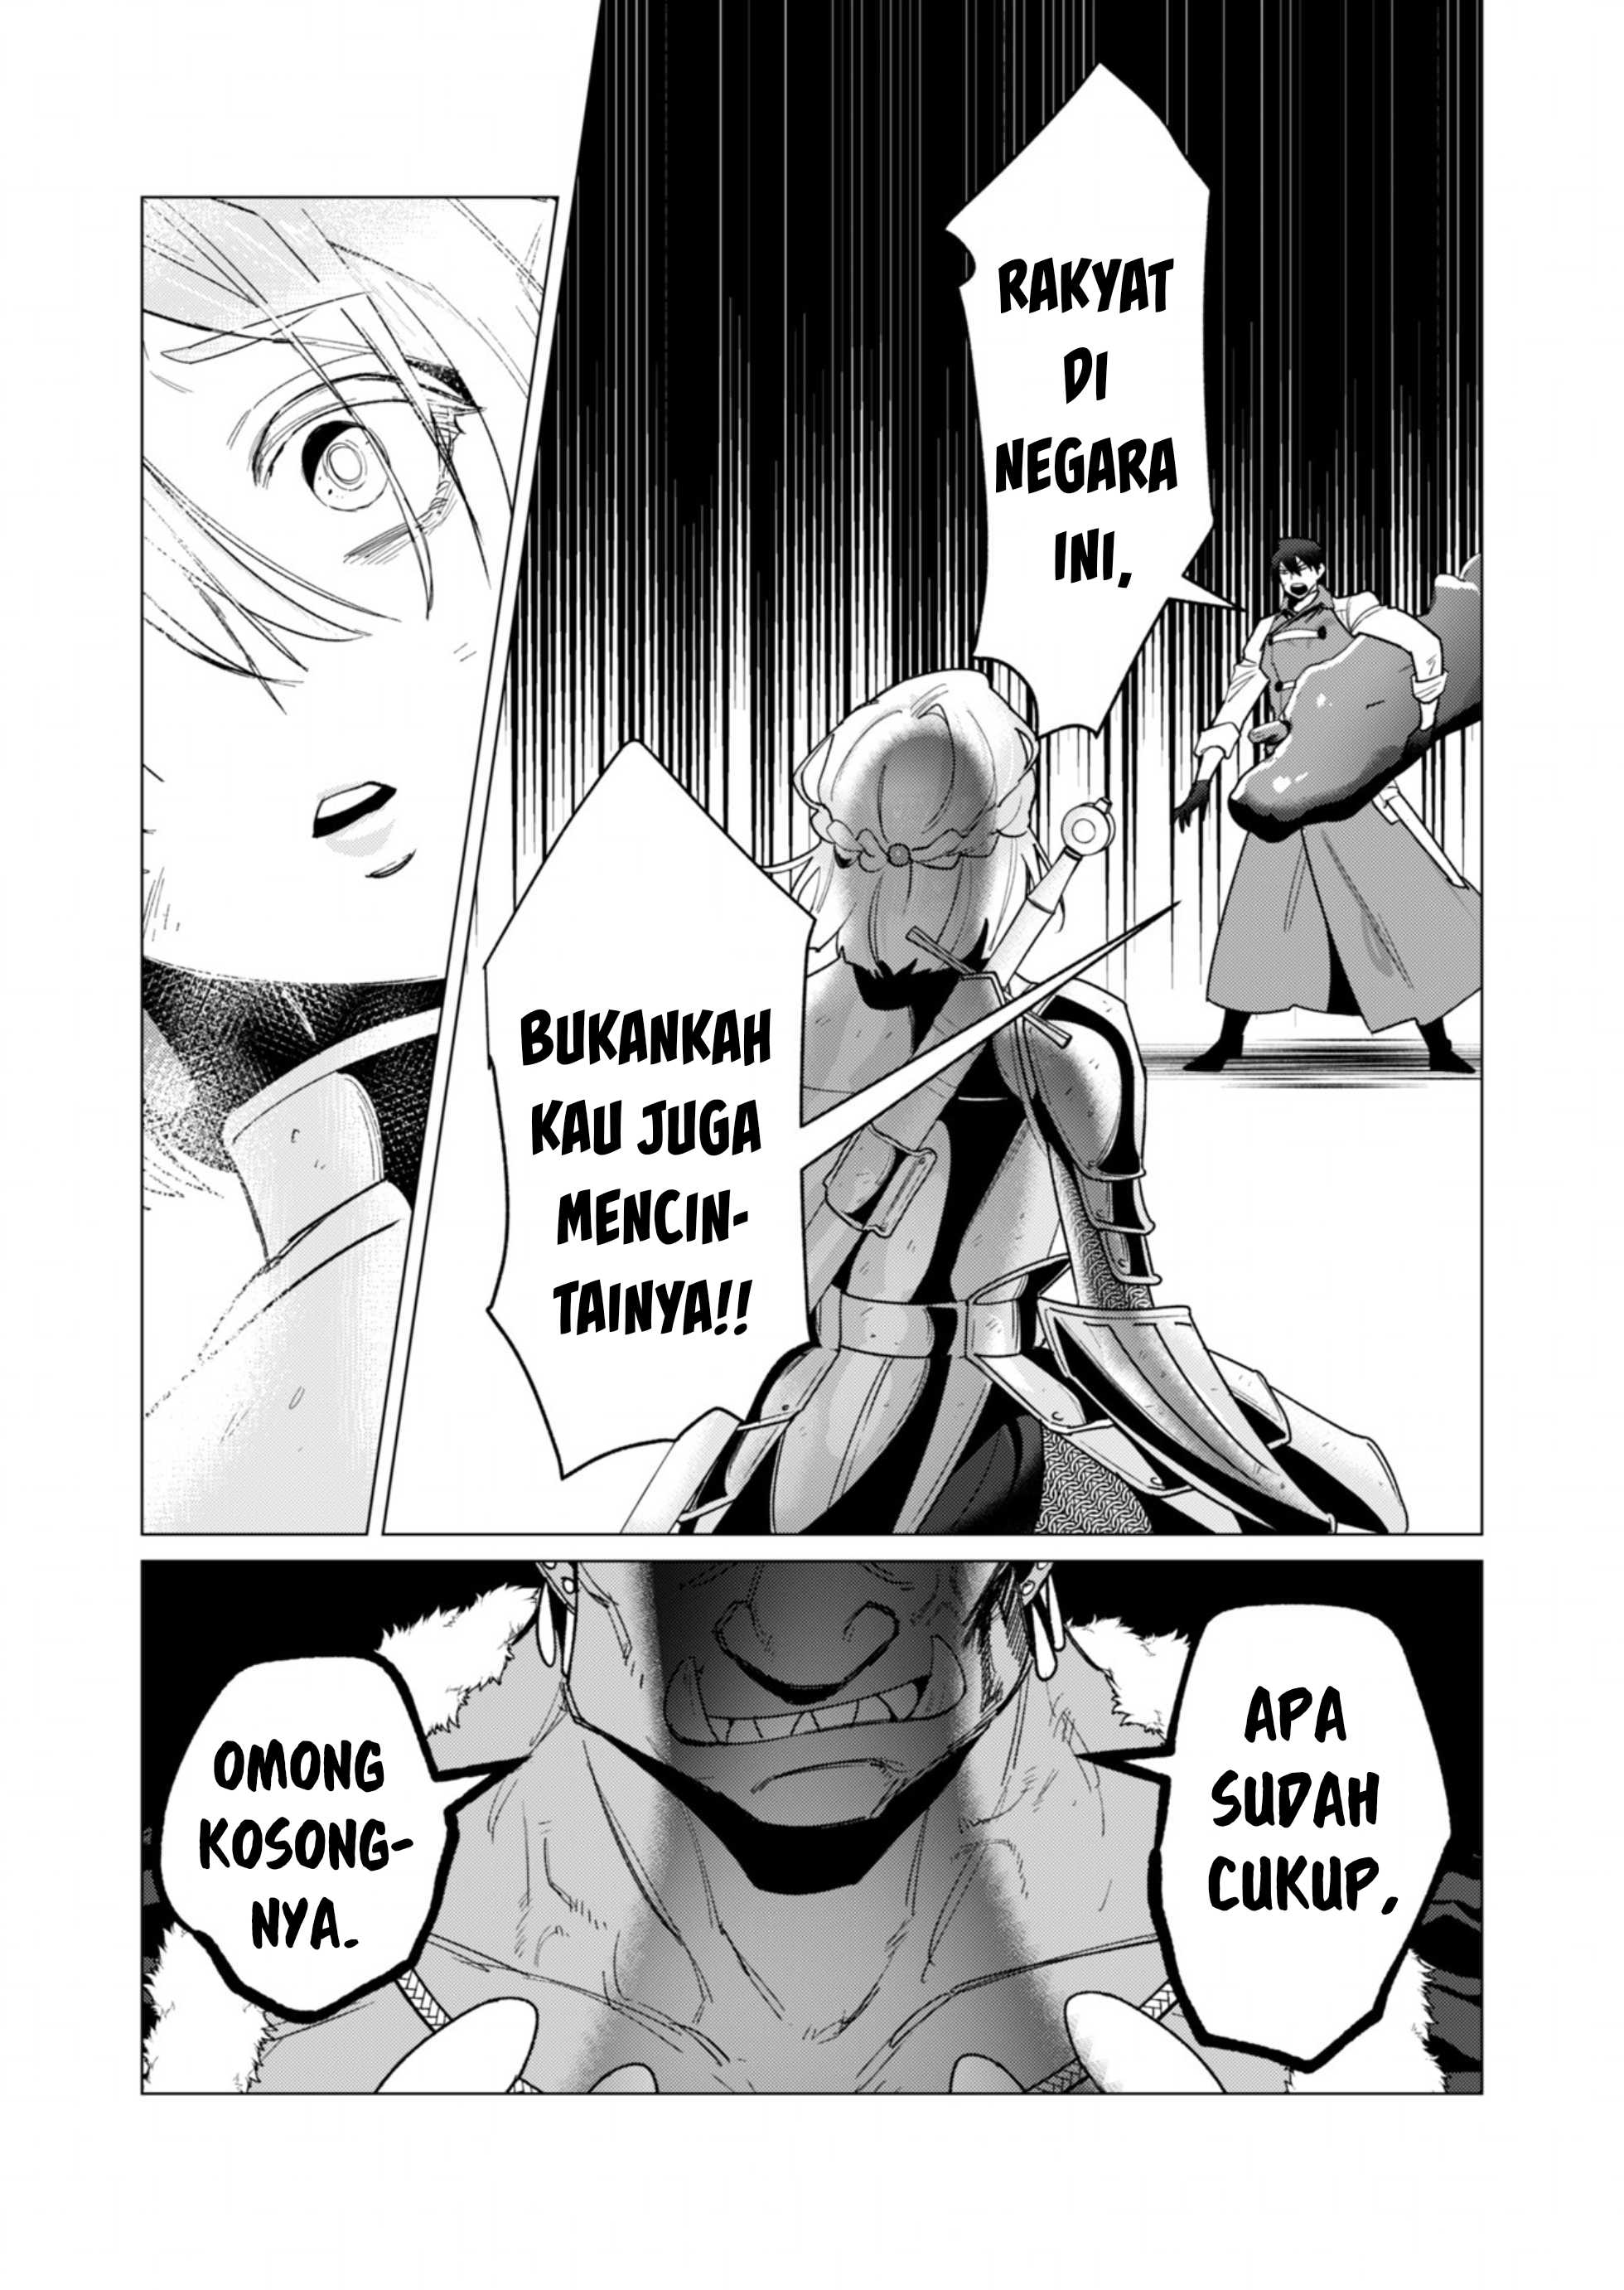 RAKYAT
DI
NEGARA
INI,
BUKANKAH
KAU JUGA
MENCIN-
TAINYA!!
APA
SUDAH
CUKUP,
OMONG
KOSONG-
NYA.